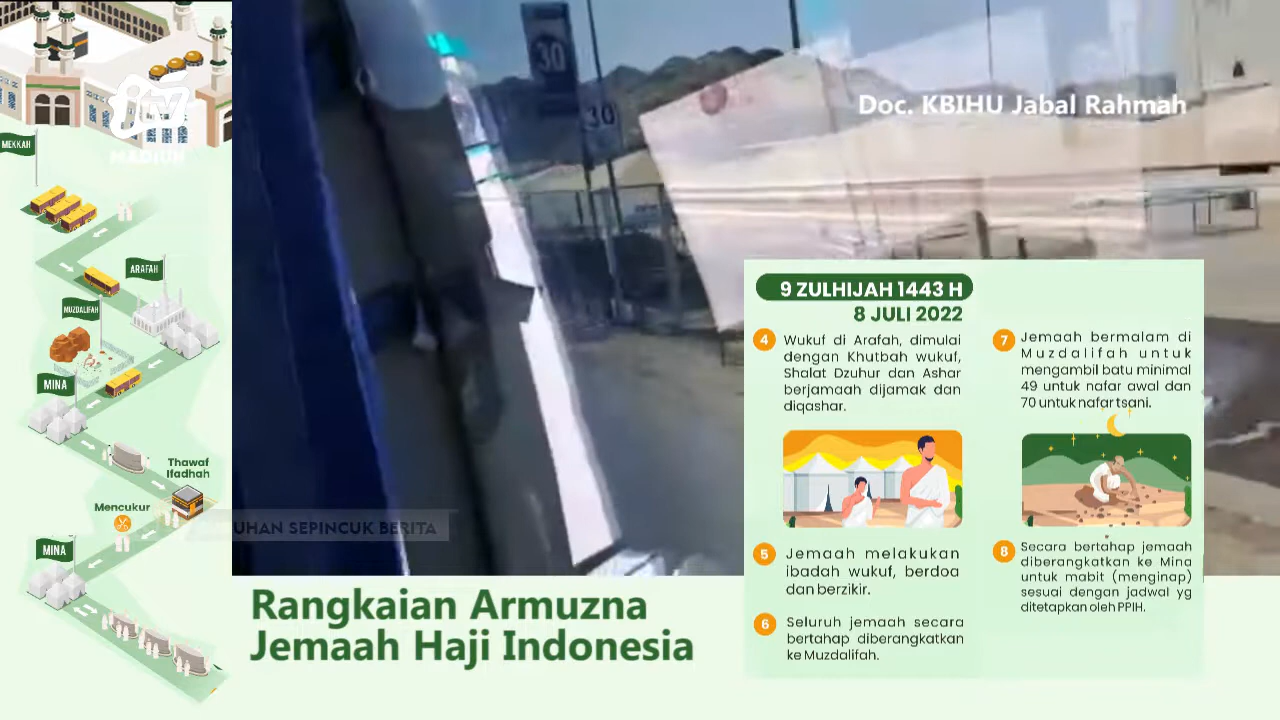 MEKKAH
ARAFAH
MUZDALIFAH
MINA
Thawaf
Ifadhah
Mencukur
MINA
iTV
MADIUN
30
30
Doc. KBIHU Jabal Rahmah
UHAN SEPINCUK BERITA
Rangkaian Armuzna
Jemaah Haji Indonesia
9 ZULHIJAH 1443 H
8 JULI 2022
4
Wukuf di Arafah, dimulai
dengan Khutbah wukuf,
Shalat Dzuhur dan Ashar
berjamaah dijamak dan
diqashar.
5
Jemaah melakukan
ibadah wukuf, berdoa
dan berzikir.
6
Seluruh jemaah secara
bertahap diberangkatkan
ke Muzdalifah.
7
Jemaah bermalam di
Muzdalifah untuk
mengambil batu minimal
49 untuk nafar awal dan
70 untuk nafar tsani.
8
Secara bertahap jemaah
diberangkatkan ke Mina
untuk mabit (menginap)
sesuai dengan jadwal yg
ditetapkan oleh PPIH.